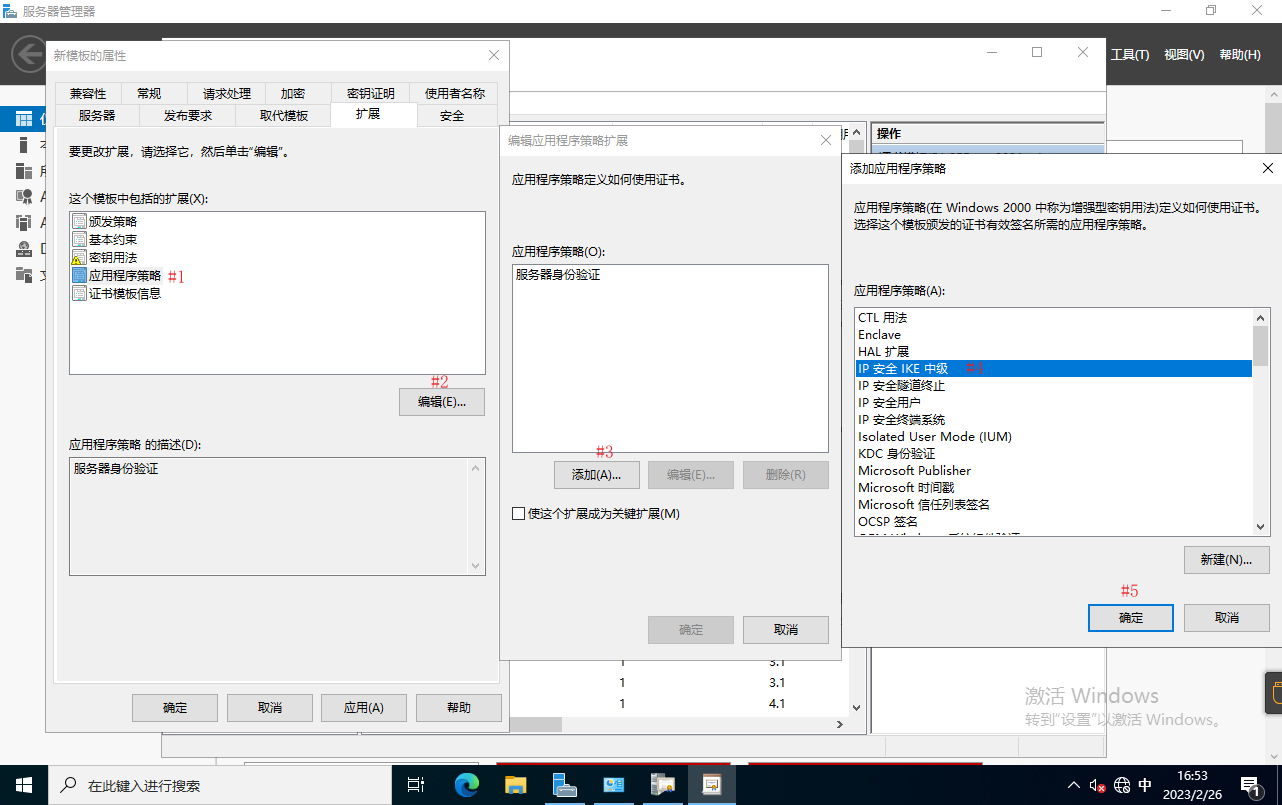 服务器管理器
工具(T) 视图(V) 帮助(H)
新模板的属性
兼容性 常规 请求处理 加密 密钥证明 使用者名称
服务器 发布要求 取代模板 扩展 安全
要更改扩展，请选择它，然后单击“编辑”。
这个模板中包括的扩展(X):
颁发策略
基本约束
密钥用法
应用程序策略 #1
证书模板信息
#2
编辑(E)...
应用程序策略 的描述(D):
服务器身份验证
确定 取消 应用(A) 帮助
编辑应用程序策略扩展
应用程序策略定义如何使用证书。
应用程序策略(O):
服务器身份验证
#3
添加(A)... 编辑(E)... 删除(R)
使这个扩展成为关键扩展(M)
确定 取消
1 3.1
1 3.1
1 4.1
操作
添加应用程序策略
应用程序策略(在 Windows 2000 中称为增强型密钥用法)定义如何使用证书。
选择这个模板颁发的证书有效签名所需的应用程序策略。
应用程序策略(A):
CTL 用法
Enclave
HAL 扩展
IP 安全 IKE 中级 #4
IP 安全隧道终止
IP 安全用户
IP 安全终端系统
Isolated User Mode (IUM)
KDC 身份验证
Microsoft Publisher
Microsoft 时间戳
Microsoft 信任列表签名
OCSP 签名
新建(N)...
#5
确定 取消
激活 Windows
转到“设置”以激活 Windows。
在此键入进行搜索
中
16:53
2023/2/26
1